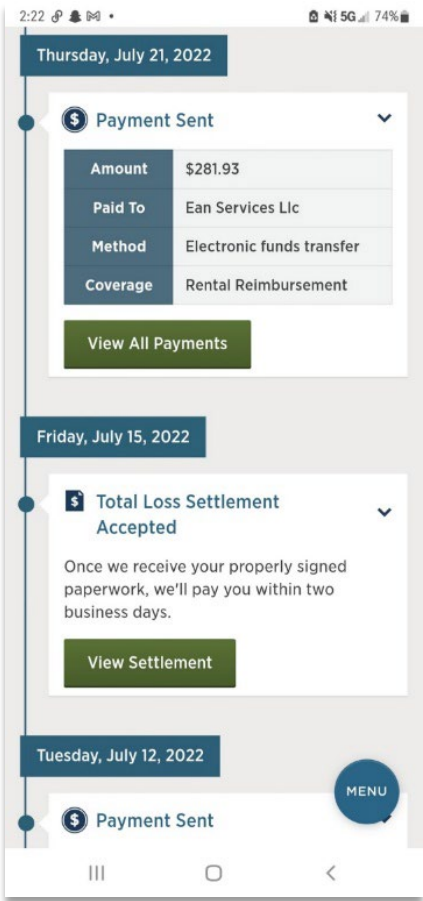 2:22
5G 74%
Thursday, July 21, 2022
$ Payment Sent
Amount $281.93
Paid To Ean Services Llc
Method Electronic funds transfer
Coverage Rental Reimbursement
View All Payments
Friday, July 15, 2022
$ Total Loss Settlement
Accepted
Once we receive your properly signed
paperwork, we'll pay you within two
business days.
View Settlement
Tuesday, July 12, 2022
MENU
$ Payment Sent